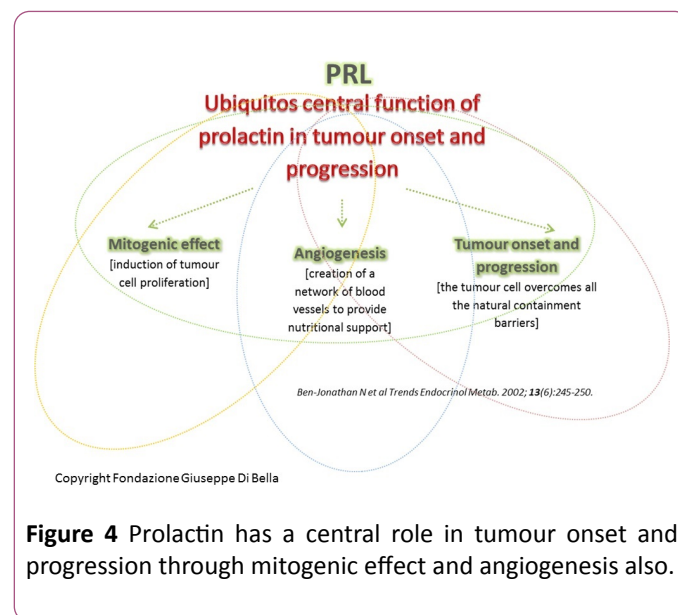 PRL
Ubiquitos central function of
prolactin in tumour onset and
progression
Mitogenic effect
[induction of tumour
cell proliferation]
Angiogenesis
[creation of a
network of blood
vessels to provide
nutritional support]
Tumour onset and
progression
[the tumour cell overcomes all
the natural containment
barriers]
Ben-Jonathan N et al Trends Endocrinol Metab. 2002; 13(6):245-250.
Copyright Fondazione Giuseppe Di Bella
Figure 4 Prolactin has a central role in tumour onset and
progression through mitogenic effect and angiogenesis also.